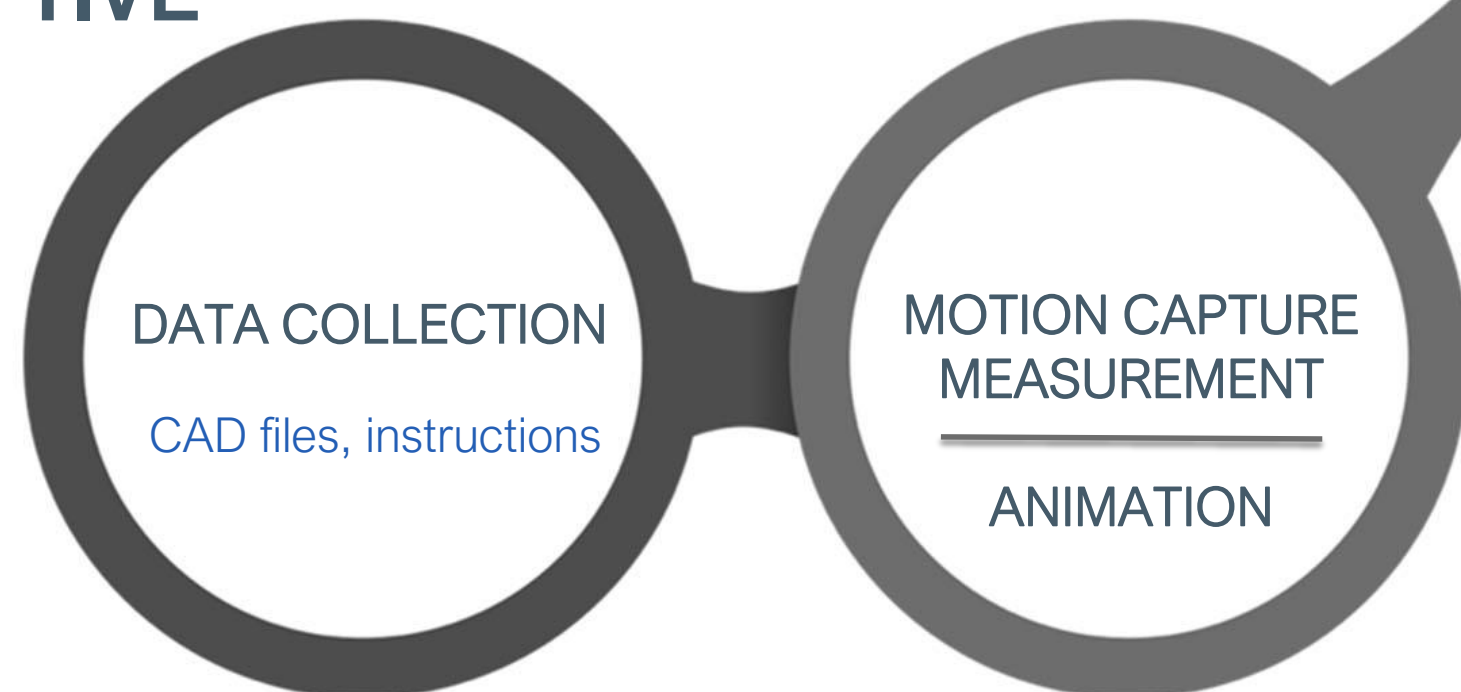 DATA COLLECTION
CAD files, instructions
MOTION CAPTURE
MEASUREMENT
ANIMATION